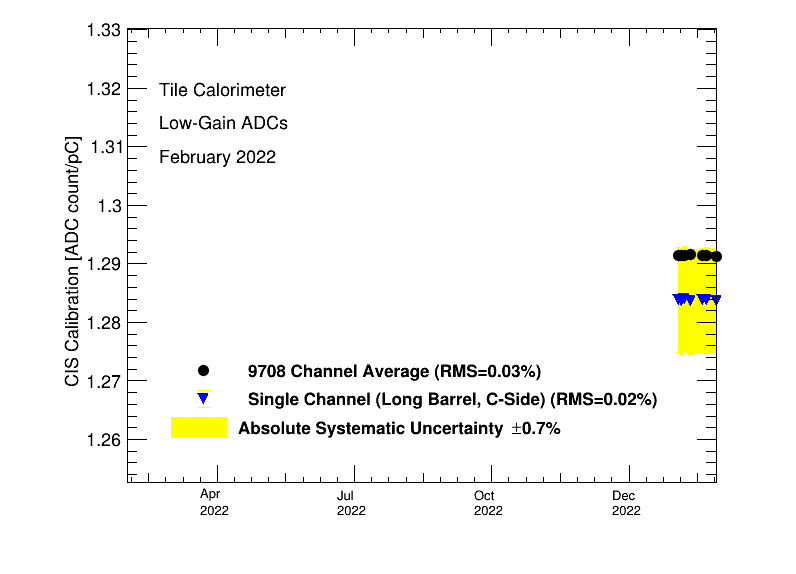 1.33
1.32
1.31
1.3
1.29
1.28
1.27
1.26
CIS Calibration [ADC count/pC]
Tile Calorimeter
Low-Gain ADCs
February 2022
9708 Channel Average (RMS=0.03%)
Single Channel (Long Barrel, C-Side) (RMS=0.02%)
Absolute Systematic Uncertainty ±0.7%
Apr Jul Oct Dec
2022 2022 2022 2022